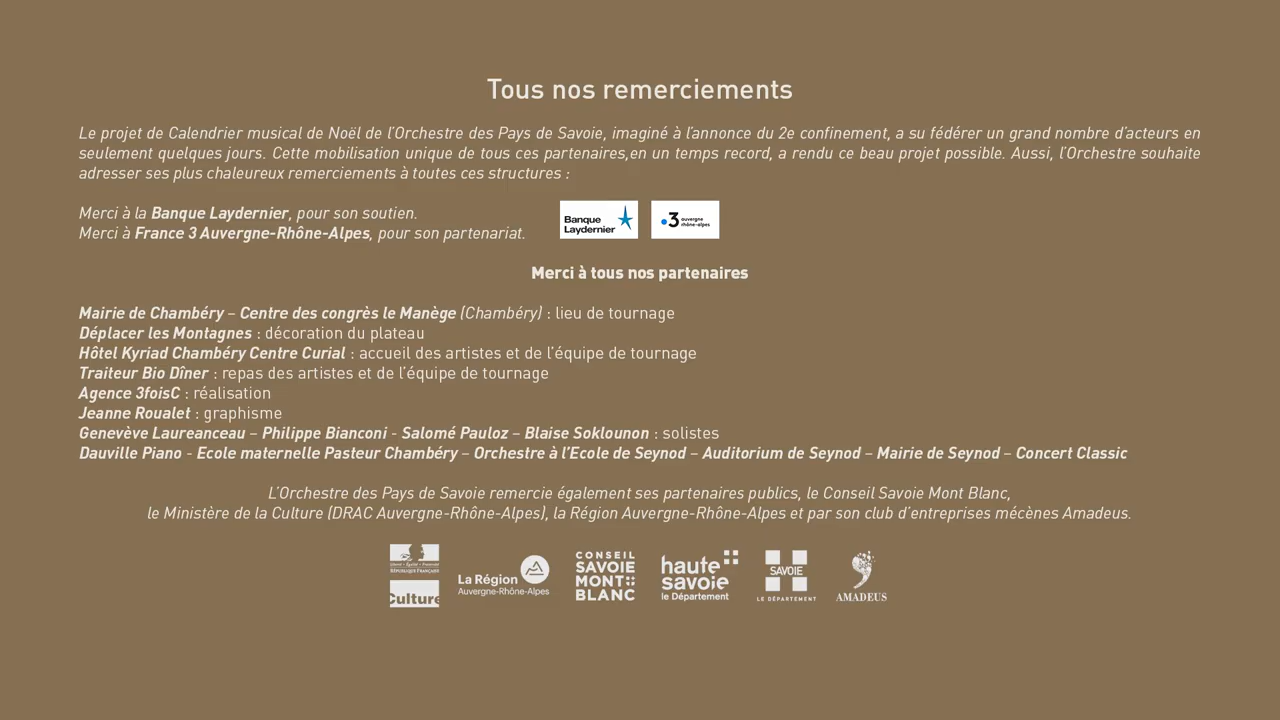 Tous nos remerciements
Le projet de Calendrier musical de Noël de l'Orchestre des Pays de Savoie, imaginé à l'annonce du 2e confinement, a su fédérer un grand nombre d'acteurs en
seulement quelques jours. Cette mobilisation unique de tous ces partenaires,en un temps record, a rendu ce beau projet possible. Aussi, l'Orchestre souhaite
adresser ses plus chaleureux remerciements à toutes ces structures :
Merci à la Banque Laydernier, pour son soutien.
Merci à France 3 Auvergne-Rhône-Alpes, pour son partenariat.
Banque
Laydernier
3 auvergne
rhône-alpes
Merci à tous nos partenaires
Mairie de Chambéry – Centre des congrès le Manège (Chambéry) : lieu de tournage
Déplacer les Montagnes : décoration du plateau
Hôtel Kyriad Chambéry Centre Curial : accueil des artistes et de l'équipe de tournage
Traiteur Bio Dîner : repas des artistes et de l'équipe de tournage
Agence 3foisC : réalisation
Jeanne Roualet : graphisme
Genevève Laureanceau – Philippe Bianconi - Salomé Pauloz – Blaise Soklounon : solistes
Dauville Piano - Ecole maternelle Pasteur Chambéry – Orchestre à l'Ecole de Seynod – Auditorium de Seynod – Mairie de Seynod – Concert Classic
L'Orchestre des Pays de Savoie remercie également ses partenaires publics, le Conseil Savoie Mont Blanc,
le Ministère de la Culture (DRAC Auvergne-Rhône-Alpes), la Région Auvergne-Rhône-Alpes et par son club d'entreprises mécènes Amadeus.
Liberté • Égalité • Fraternité
RÉPUBLIQUE FRANÇAISE
Culture
La Région
Auvergne-Rhône-Alpes
CONSEIL
SAVOIE
MONT
BLANC
haute
savoie
le Département
SAVOIE
LE DÉPARTEMENT
AMADEUS